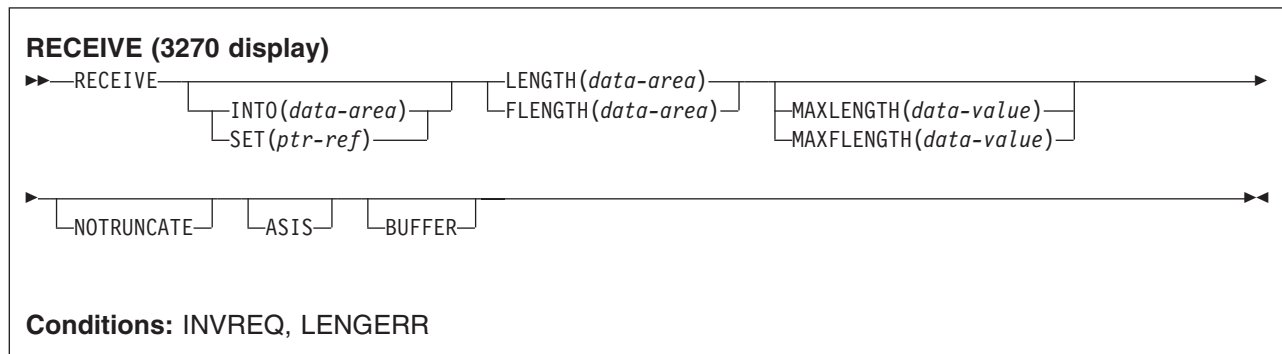 RECEIVE (3270 display)
RECEIVE LENGTH(data-area)
INTO(data-area) FLENGTH(data-area) MAXLENGTH(data-value)
SET(ptr-ref) MAXFLENGTH(data-value)
NOTRUNCATE ASIS BUFFER
Conditions: INVREQ, LENGERR